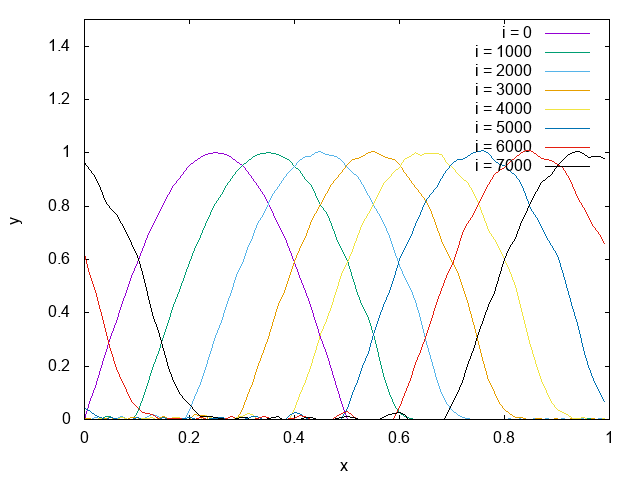 1.4
1.2
1
0.8
0.6
0.4
0.2
0
y
0
0.2
0.4
0.6
0.8
1
x
i = 0
i = 1000
i = 2000
i = 3000
i = 4000
i = 5000
i = 6000
i = 7000